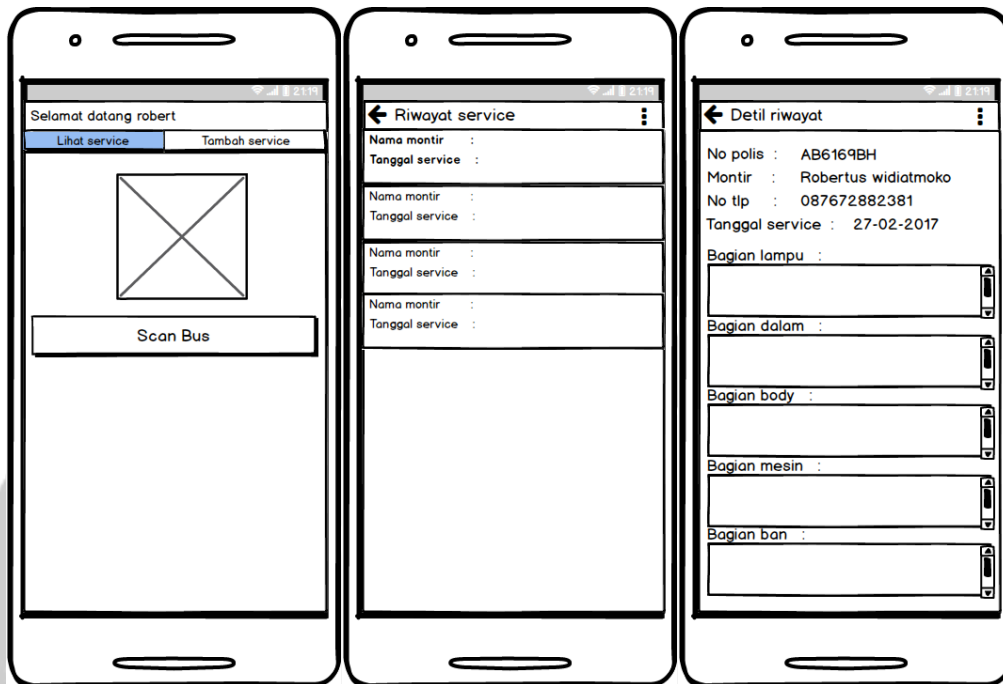 21:19
Selamat datang robert
Lihat service Tambah service
Scan Bus
21:19
Riwayat service
Nama montir :
Tanggal service :
Nama montir :
Tanggal service :
Nama montir :
Tanggal service :
Nama montir :
Tanggal service :
21:19
Detil riwayat
No polis : AB6169BH
Montir : Robertus widiatmoko
No tlp : 087672882381
Tanggal service : 27-02-2017
Bagian lampu :
Bagian dalam :
Bagian body :
Bagian mesin :
Bagian ban :